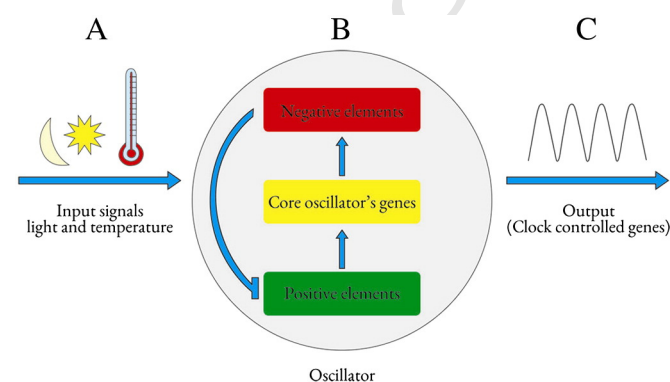 A
B
C
Negative elements
Core oscillator's genes
Positive elements
Input signals
light and temperature
Output
(Clock controlled genes)
Oscillator